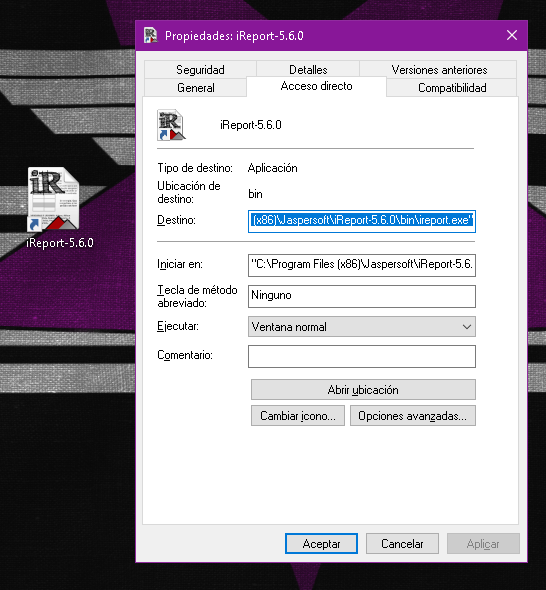 Propiedades: iReport-5.6.0
Seguridad
Detalles
Versiones anteriores
General
Acceso directo
Compatibilidad
iR
iReport-5.6.0
iReport-5.6.0
Tipo de destino:
Aplicación
Ubicación de
destino:
bin
Destino:
(x86)\Jaspersoft\iReport-5.6.0\bin\ireport.exe"
Iniciar en:
"C:\Program Files (x86)\Jaspersoft\iReport-5.6.
Tecla de método
abreviado:
Ninguno
Ejecutar:
Ventana normal
Comentario:
Abrir ubicación
Cambiar icono...
Opciones avanzadas...
Aceptar
Cancelar
Aplicar